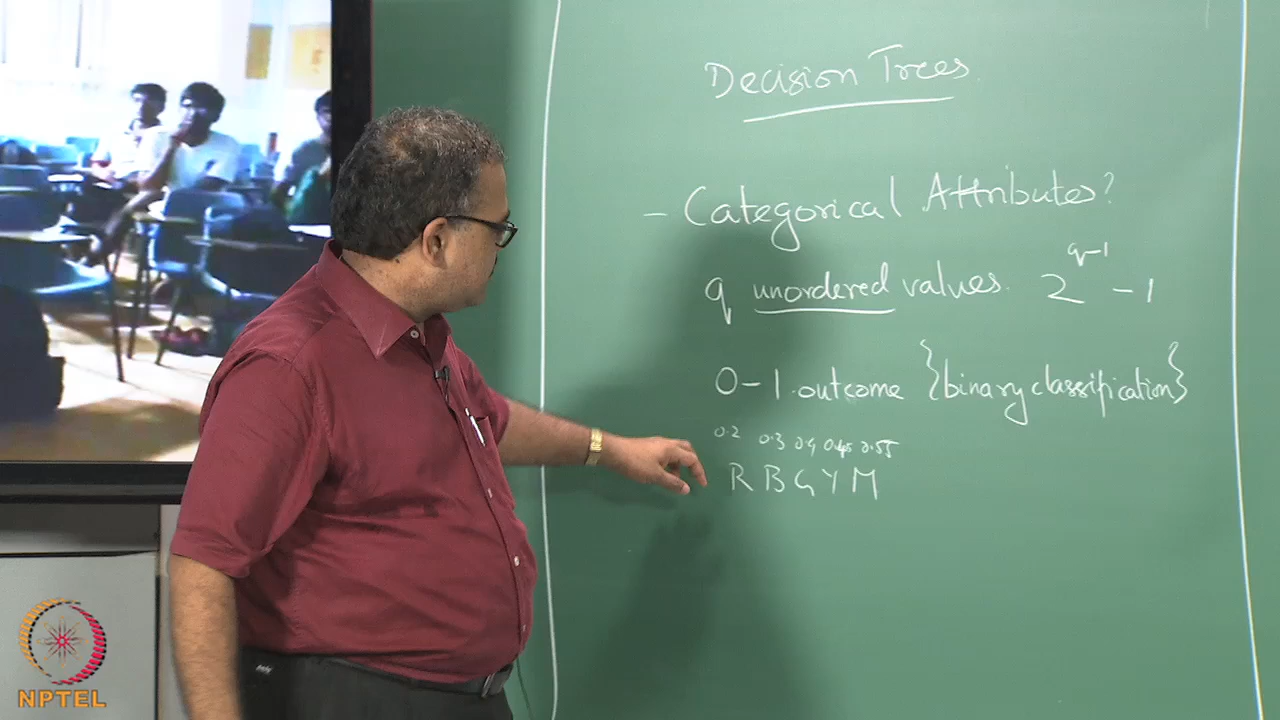 Decision Trees
- Categorical Attributes?
q unordered values. 2^{q-1} - 1
0-1 outcome {binary classification}
0.2 0.3 0.4 0.45 0.55
R B G Y M
NPTEL